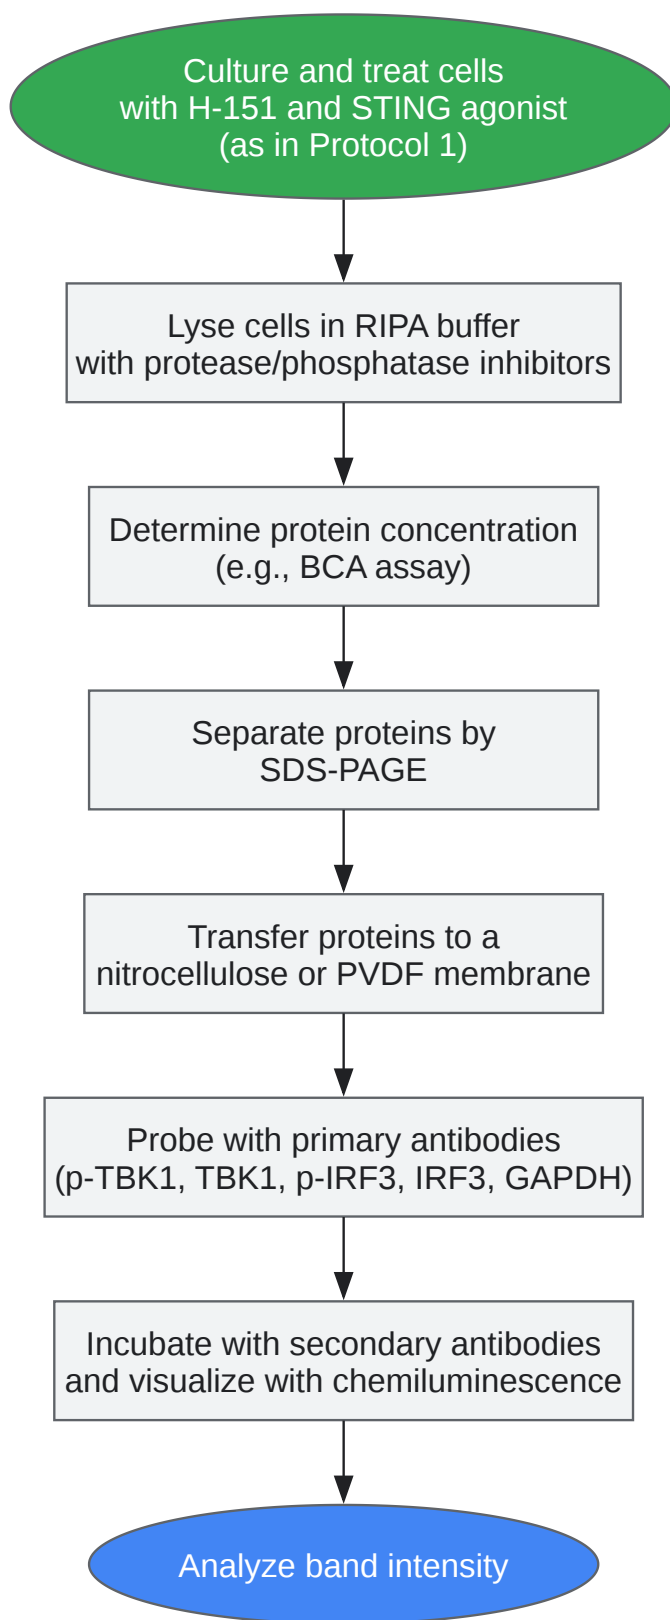 Culture and treat cells
with H-151 and STING agonist
(as in Protocol 1)
Lyse cells in RIPA buffer
with protease/phosphatase inhibitors
Determine protein concentration
(e.g., BCA assay)
Separate proteins by
SDS-PAGE
Transfer proteins to a
nitrocellulose or PVDF membrane
Probe with primary antibodies
(p-TBK1, TBK1, p-IRF3, IRF3, GAPDH)
Incubate with secondary antibodies
and visualize with chemiluminescence
Analyze band intensity